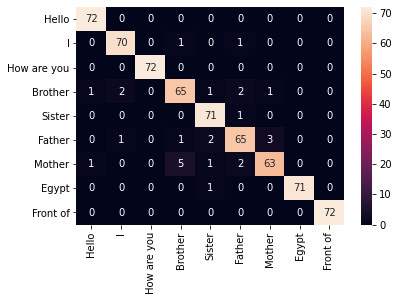 Hello 72 0 0 0 0 0 0 0 0
I 0 70 0 1 0 1 0 0 0
How are you 0 0 72 0 0 0 0 0 0
Brother 1 2 0 65 1 2 1 0 0
Sister 0 0 0 0 71 1 0 0 0
Father 0 1 0 1 2 65 3 0 0
Mother 1 0 0 5 1 2 63 0 0
Egypt 0 0 0 0 1 0 0 71 0
Front of 0 0 0 0 0 0 0 0 72
Hello I How are you Brother Sister Father Mother Egypt Front of
70
60
50
40
30
20
10
0